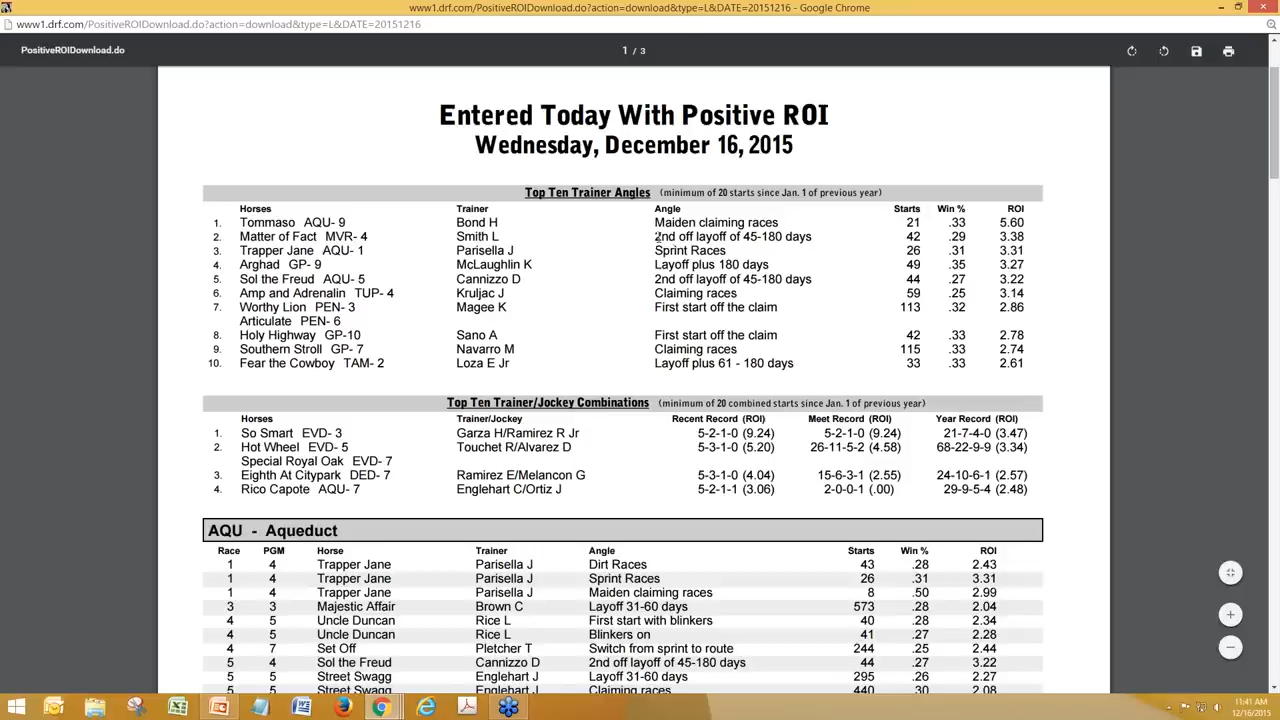 www1.drf.com/PositiveROIDownload.do?action=download&type=L&DATE=20151216 - Google Chrome
www1.drf.com/PositiveROIDownload.do?action=download&type=L&DATE=20151216
PositiveROIDownload.do 1 / 3
Entered Today With Positive ROI
Wednesday, December 16, 2015
Top Ten Trainer Angles (minimum of 20 starts since Jan. 1 of previous year)
Horses Trainer Angle Starts Win % ROI
1. Tommaso AQU- 9 Bond H Maiden claiming races 21 .33 5.60
2. Matter of Fact MVR- 4 Smith L 2nd off layoff of 45-180 days 42 .29 3.38
3. Trapper Jane AQU- 1 Parisella J Sprint Races 26 .31 3.31
4. Arghad GP- 9 McLaughlin K Layoff plus 180 days 49 .35 3.27
5. Sol the Freud AQU- 5 Cannizzo D 2nd off layoff of 45-180 days 44 .27 3.22
6. Amp and Adrenalin TUP- 4 Kruljac J Claiming races 59 .25 3.14
7. Worthy Lion PEN- 3 Magee K First start off the claim 113 .32 2.86
Articulate PEN- 6
8. Holy Highway GP-10 Sano A First start off the claim 42 .33 2.78
9. Southern Stroll GP- 7 Navarro M Claiming races 115 .33 2.74
10. Fear the Cowboy TAM- 2 Loza E Jr Layoff plus 61 - 180 days 33 .33 2.61
Top Ten Trainer/Jockey Combinations (minimum of 20 combined starts since Jan. 1 of previous year)
Horses Trainer/Jockey Recent Record (ROI) Meet Record (ROI) Year Record (ROI)
1. So Smart EVD- 3 Garza H/Ramirez R Jr 5-2-1-0 (9.24) 5-2-1-0 (9.24) 21-7-4-0 (3.47)
2. Hot Wheel EVD- 5 Touchet R/Alvarez D 5-3-1-0 (5.20) 26-11-5-2 (4.58) 68-22-9-9 (3.34)
Special Royal Oak EVD- 7
3. Eighth At Citypark DED- 7 Ramirez E/Melancon G 5-3-1-0 (4.04) 15-6-3-1 (2.55) 24-10-6-1 (2.57)
4. Rico Capote AQU- 7 Englehart C/Ortiz J 5-2-1-1 (3.06) 2-0-0-1 (.00) 29-9-5-4 (2.48)
AQU - Aqueduct
Race PGM Horse Trainer Angle Starts Win % ROI
1 4 Trapper Jane Parisella J Dirt Races 43 .28 2.43
1 4 Trapper Jane Parisella J Sprint Races 26 .31 3.31
1 4 Trapper Jane Parisella J Maiden claiming races 8 .50 2.99
3 3 Majestic Affair Brown C Layoff 31-60 days 573 .28 2.04
4 5 Uncle Duncan Rice L First start with blinkers 40 .28 2.34
4 5 Uncle Duncan Rice L Blinkers on 41 .27 2.28
4 7 Set Off Pletcher T Switch from sprint to route 244 .25 2.44
5 4 Sol the Freud Cannizzo D 2nd off layoff of 45-180 days 44 .27 3.22
5 5 Street Swagg Englehart J Layoff 31-60 days 295 .26 2.27
5 5 Street Swagg Englehart J Claiming races 440 .30 2.08
11:41 AM
12/16/2015